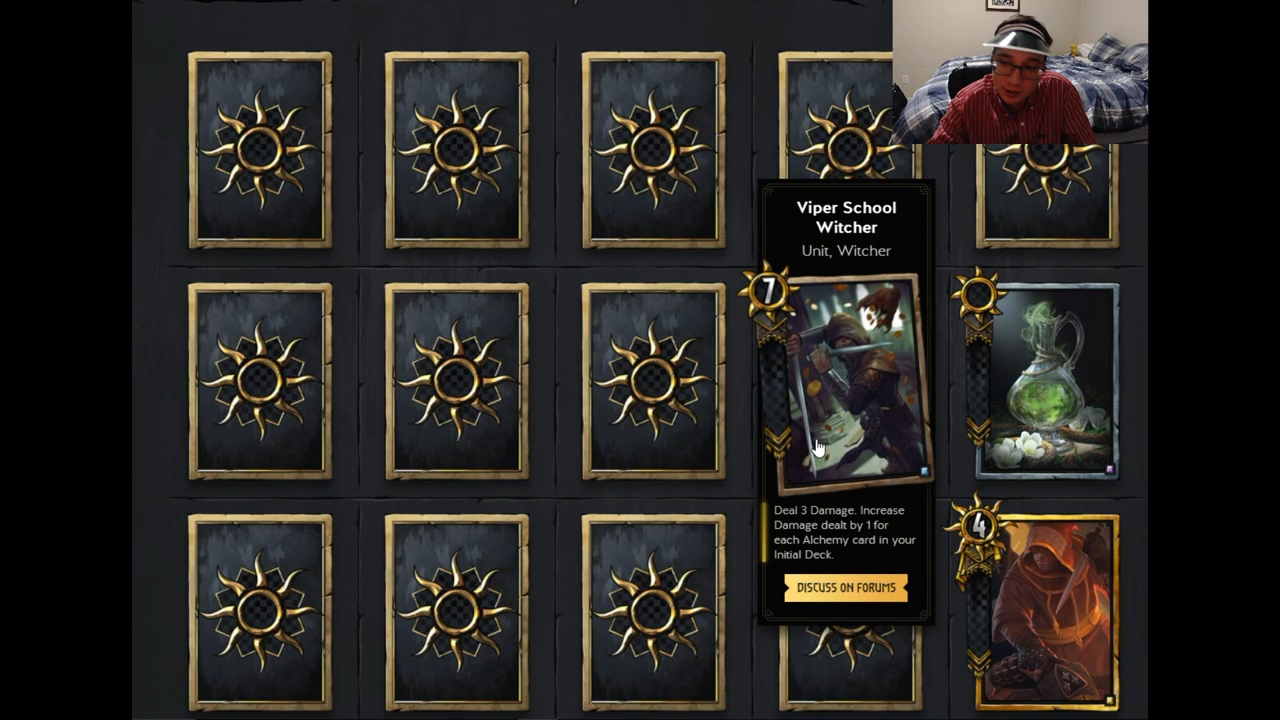 Viper School
Witcher
Unit, Witcher
7
Deal 3 Damage. Increase
Damage dealt by 1 for
each Alchemy card in your
Initial Deck.
DISCUSS ON FORUMS
4